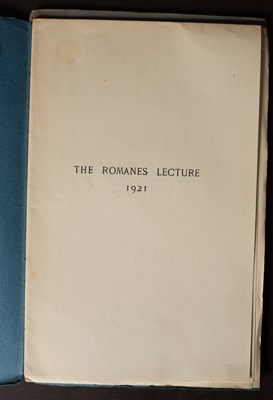 THE ROMANES LECTURE
1921